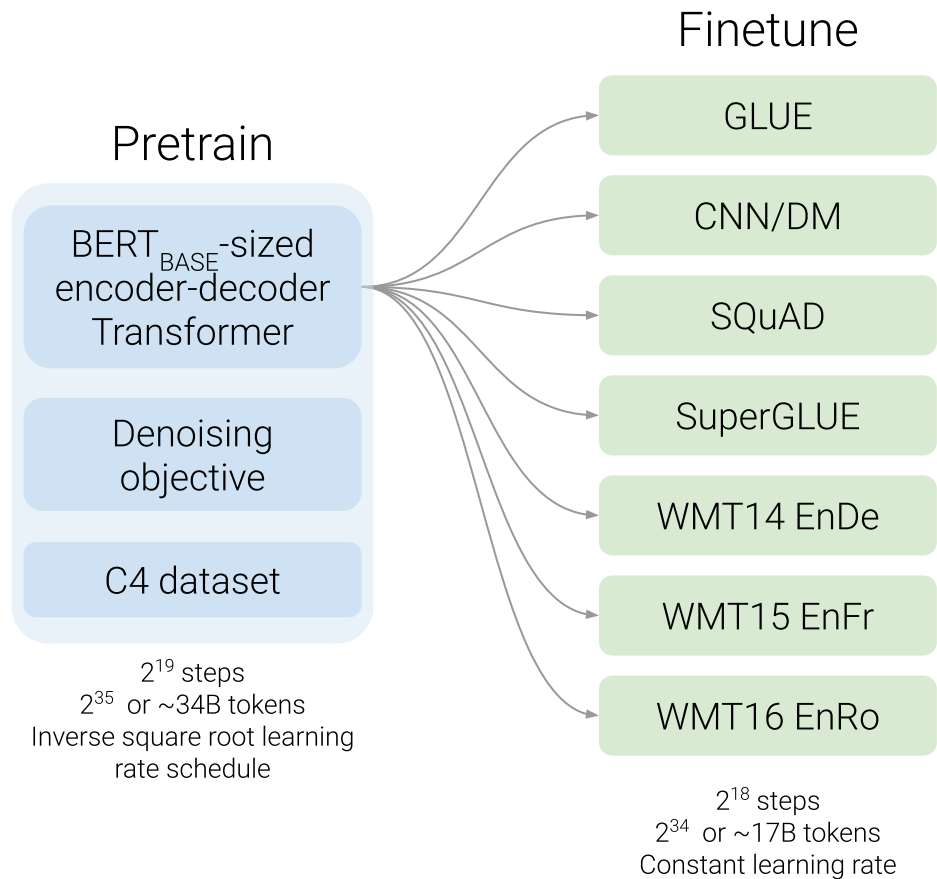 Pretrain
BERT_BASE-sized
encoder-decoder
Transformer
Denoising
objective
C4 dataset
2^19 steps
2^35 or ~34B tokens
Inverse square root learning
rate schedule
Finetune
GLUE
CNN/DM
SQuAD
SuperGLUE
WMT14 EnDe
WMT15 EnFr
WMT16 EnRo
2^18 steps
2^34 or ~17B tokens
Constant learning rate